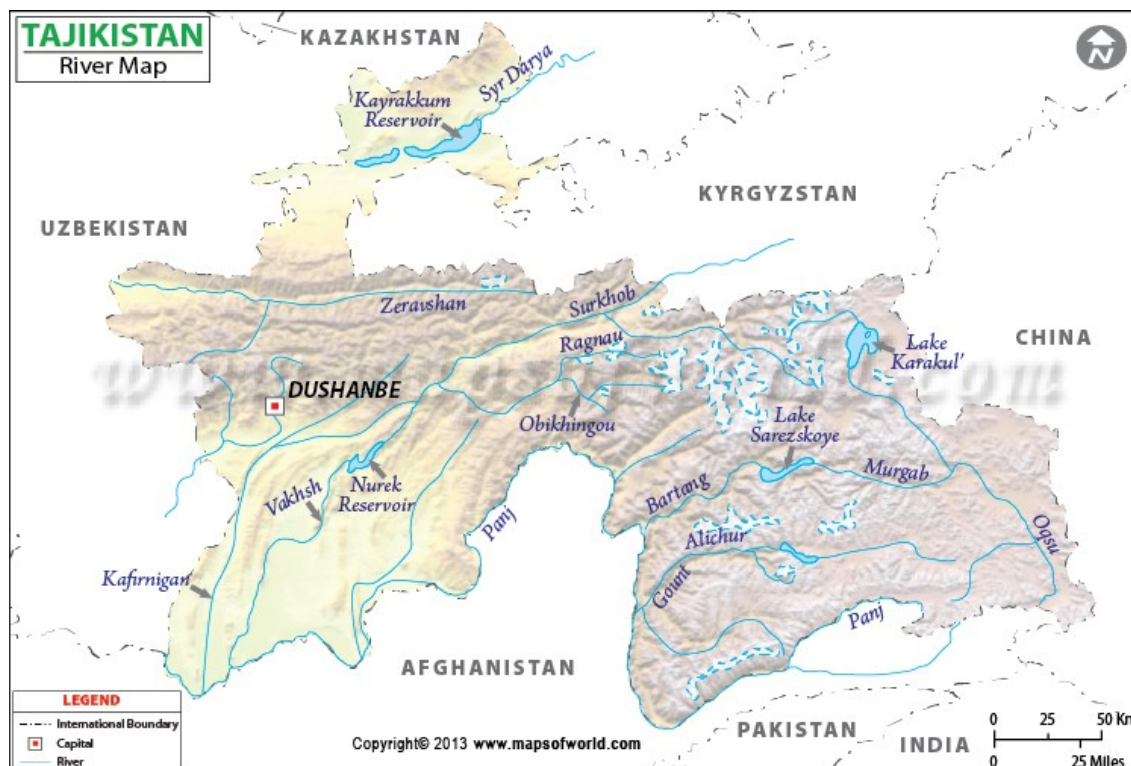 TAJIKISTAN
River Map
KAZAKHSTAN
Syr Darya
Kayrakkum
Reservoir
KYRGYZSTAN
UZBEKISTAN
Zeravshan
Surkhob
Ragnau
Lake
Karakul'
CHINA
DUSHANBE
Obikhingou
Lake
Sarezskoye
Nurek
Reservoir
Vakhsh
Bartang
Murgab
Panj
Alichur
Oqsu
Kafirnigan
Gount
Panj
AFGHANISTAN
PAKISTAN
INDIA
N
LEGEND
International Boundary
Capital
River
Copyright© 2013 www.mapsofworld.com
0 25 50 Km
0 25 Miles